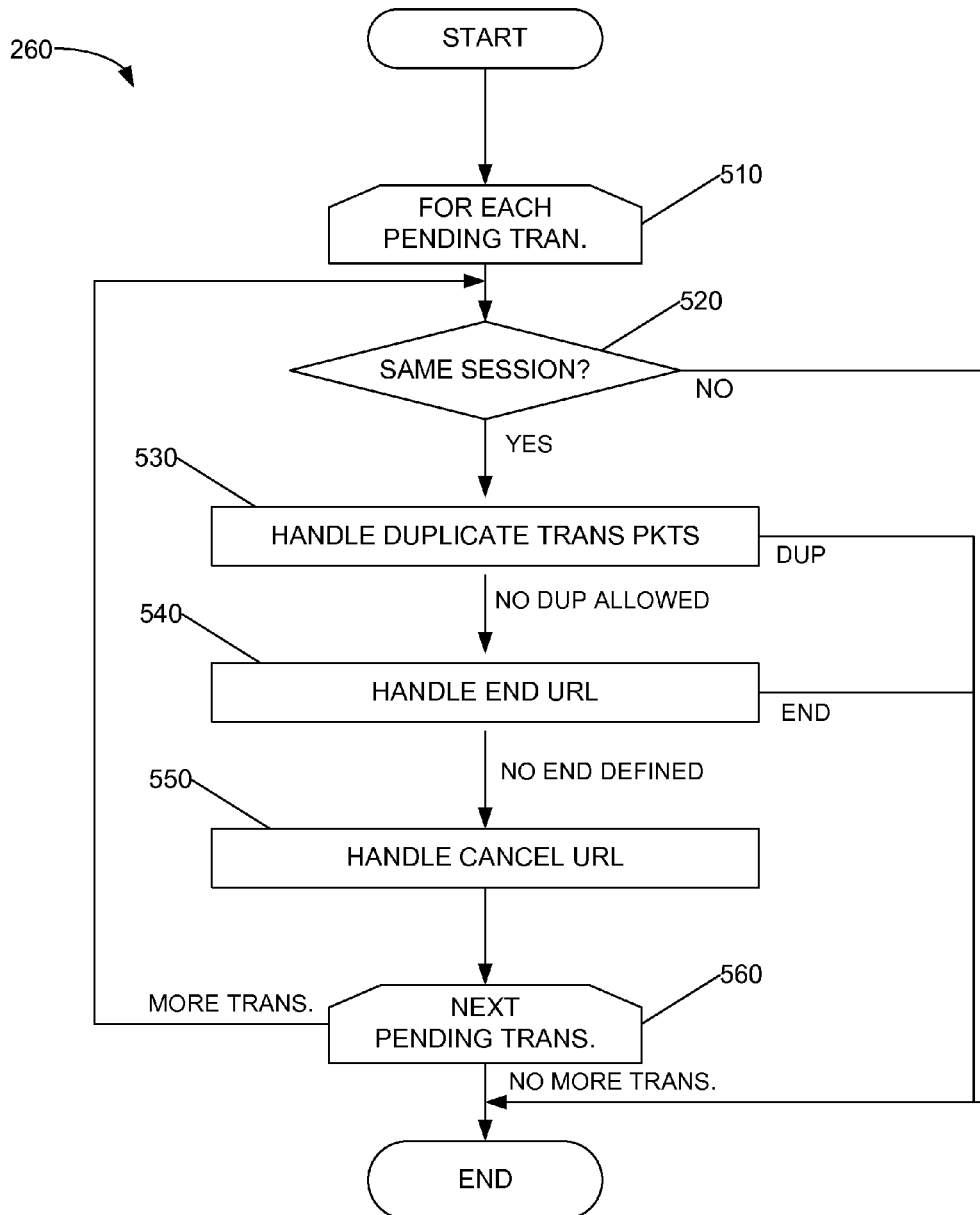 START
260
510
FOR EACH
PENDING TRAN.
520
SAME SESSION?
NO
YES
530
HANDLE DUPLICATE TRANS PKTS
DUP
NO DUP ALLOWED
540
HANDLE END URL
END
NO END DEFINED
550
HANDLE CANCEL URL
560
MORE TRANS.
NEXT
PENDING TRANS.
NO MORE TRANS.
END